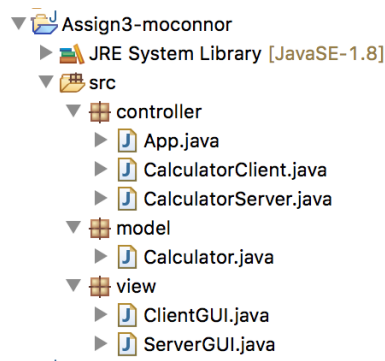 Assign3-moconnor
JRE System Library [JavaSE-1.8]
src
controller
App.java
CalculatorClient.java
CalculatorServer.java
model
Calculator.java
view
ClientGUI.java
ServerGUI.java